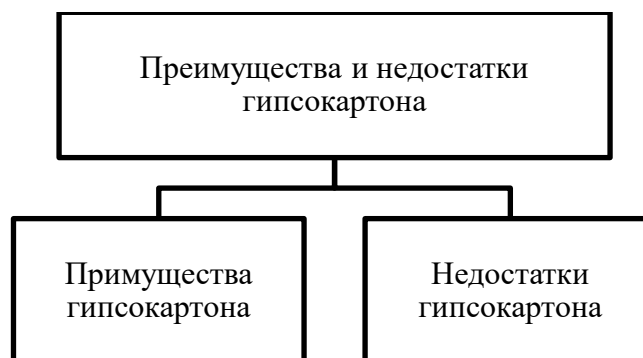 Преимущества и недостатки
гипсокартона
Примущества
гипсокартона
Недостатки
гипсокартона